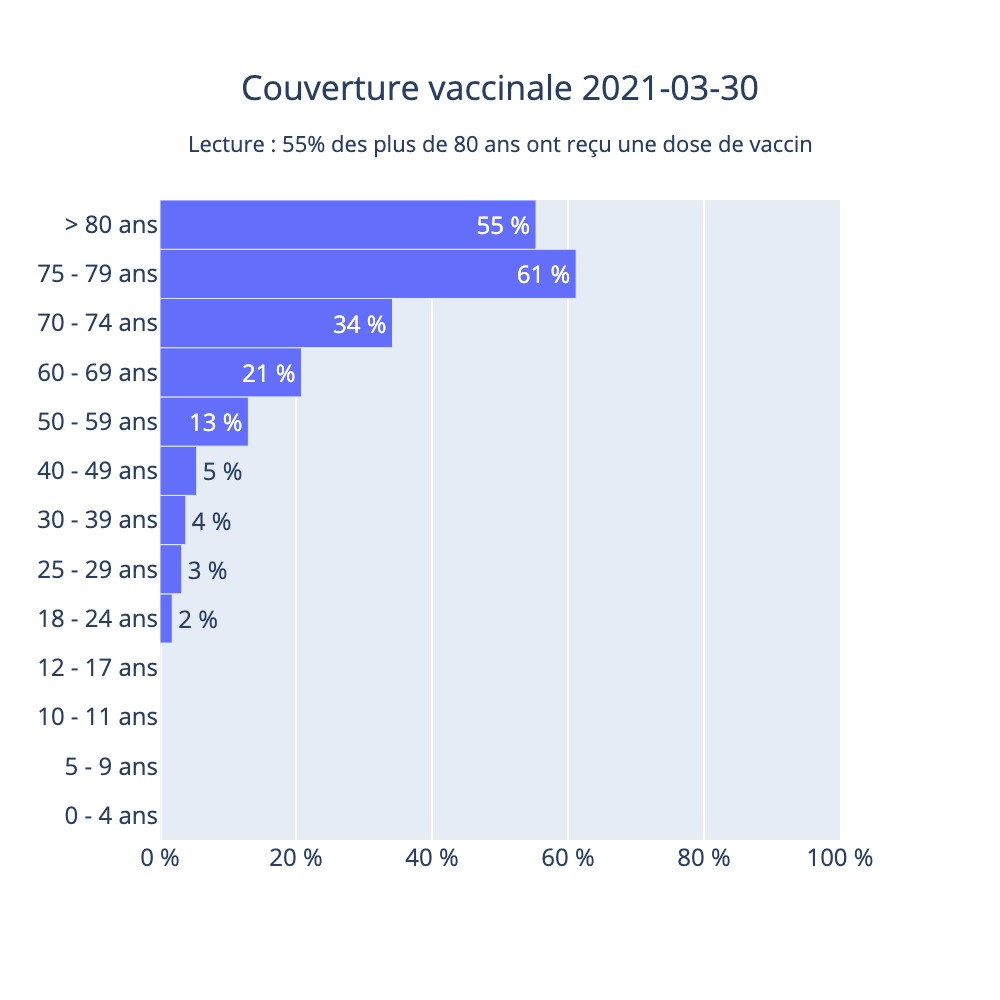 Couverture vaccinale 2021-03-30
Lecture : 55% des plus de 80 ans ont reçu une dose de vaccin
> 80 ans 55 %
75 - 79 ans 61 %
70 - 74 ans 34 %
60 - 69 ans 21 %
50 - 59 ans 13 %
40 - 49 ans 5 %
30 - 39 ans 4 %
25 - 29 ans 3 %
18 - 24 ans 2 %
12 - 17 ans
10 - 11 ans
5 - 9 ans
0 - 4 ans
0 % 20 % 40 % 60 % 80 % 100 %